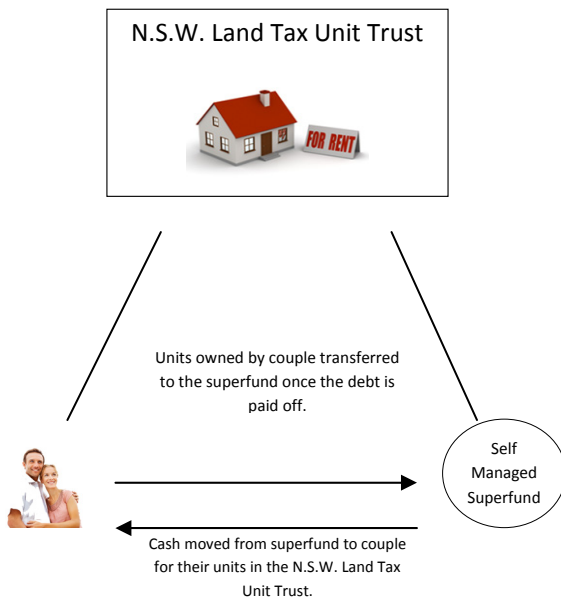 N.S.W. Land Tax Unit Trust
FOR RENT
Units owned by couple transferred
to the superfund once the debt is
paid off.
Self
Managed
Superfund
Cash moved from superfund to couple
for their units in the N.S.W. Land Tax
Unit Trust.